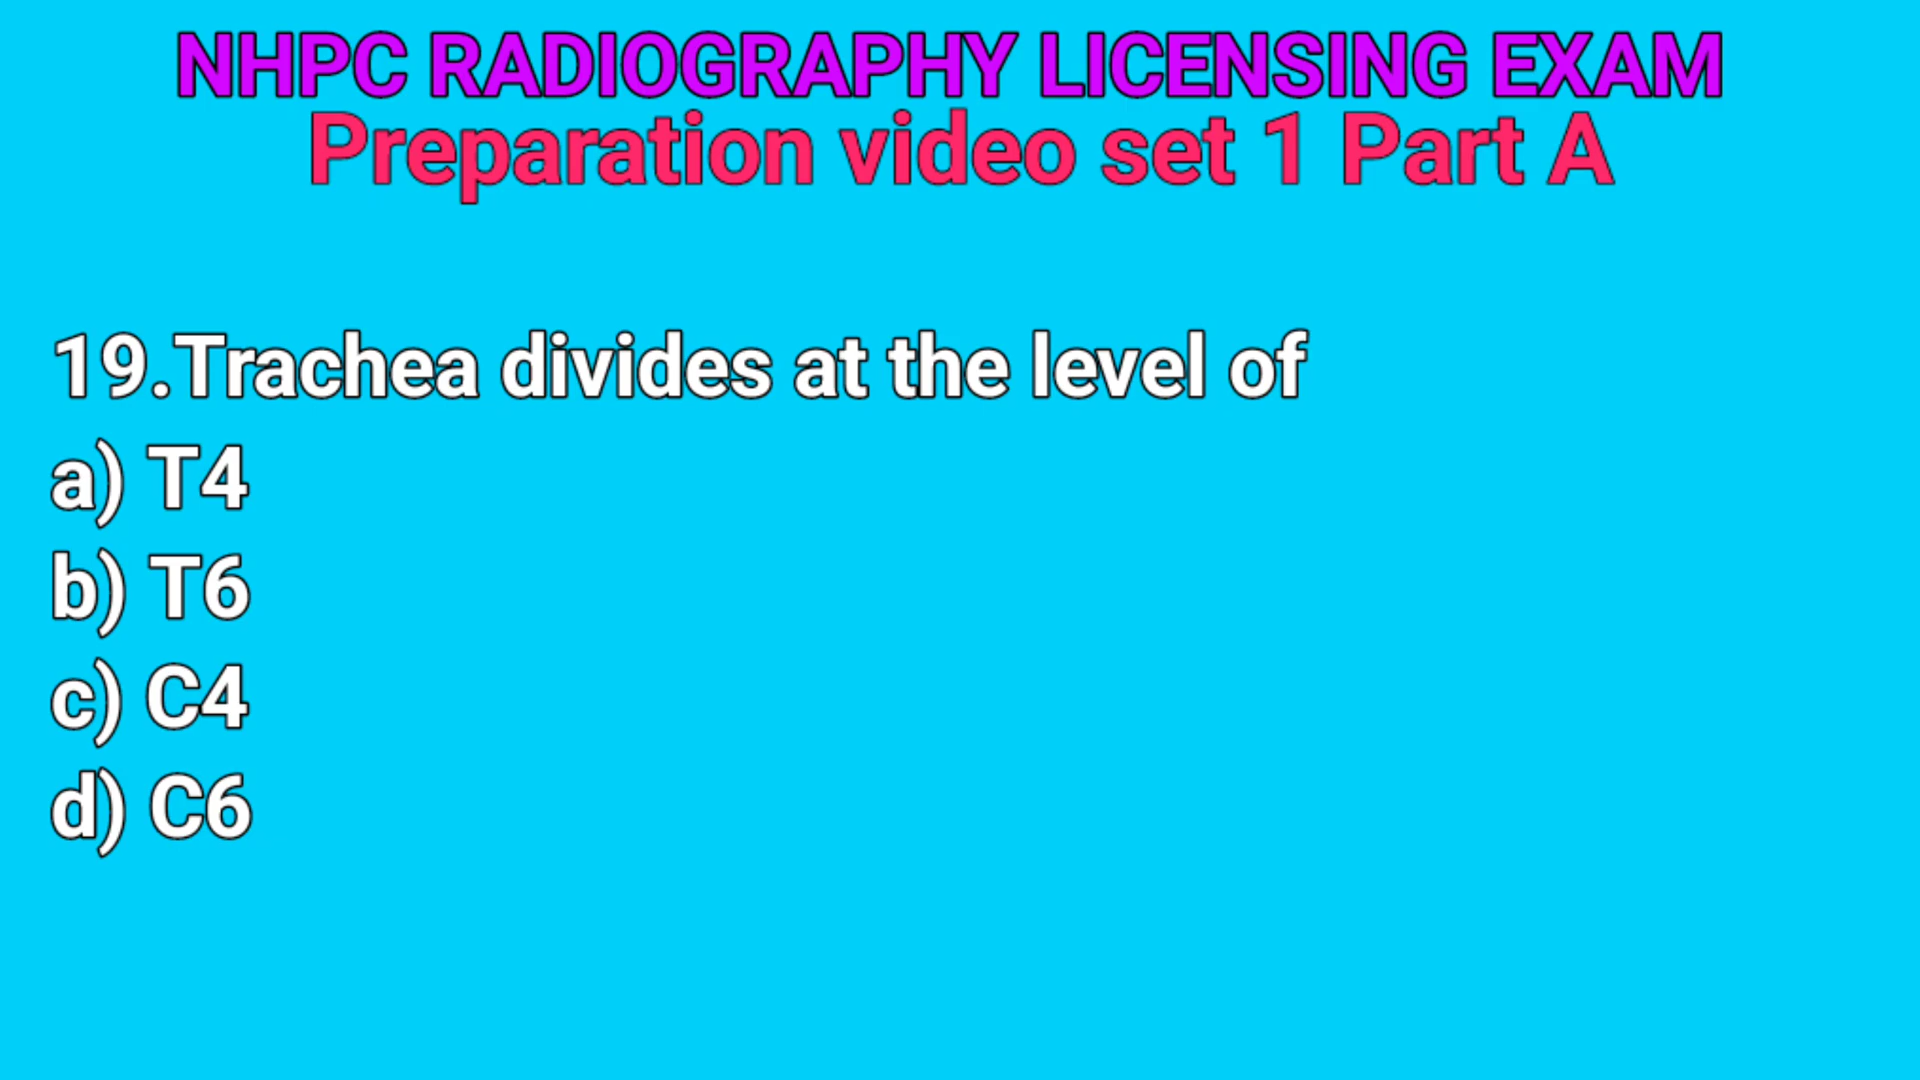 NHPC RADIOGRAPHY LICENSING EXAM
Preparation video set 1 Part A
19.Trachea divides at the level of
a) T4
b) T6
c) C4
d) C6